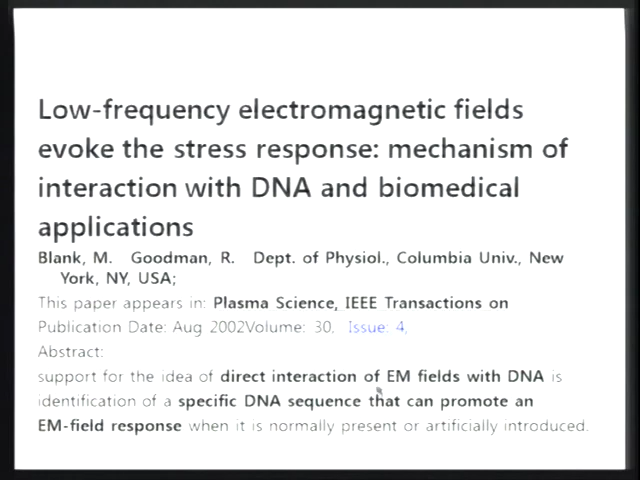 Low-frequency electromagnetic fields
evoke the stress response: mechanism of
interaction with DNA and biomedical
applications
Blank, M. Goodman, R. Dept. of Physiol., Columbia Univ., New
York, NY, USA;
This paper appears in: Plasma Science, IEEE Transactions on
Publication Date: Aug 2002Volume: 30, Issue: 4,
Abstract:
support for the idea of direct interaction of EM fields with DNA is
identification of a specific DNA sequence that can promote an
EM-field response when it is normally present or artificially introduced.